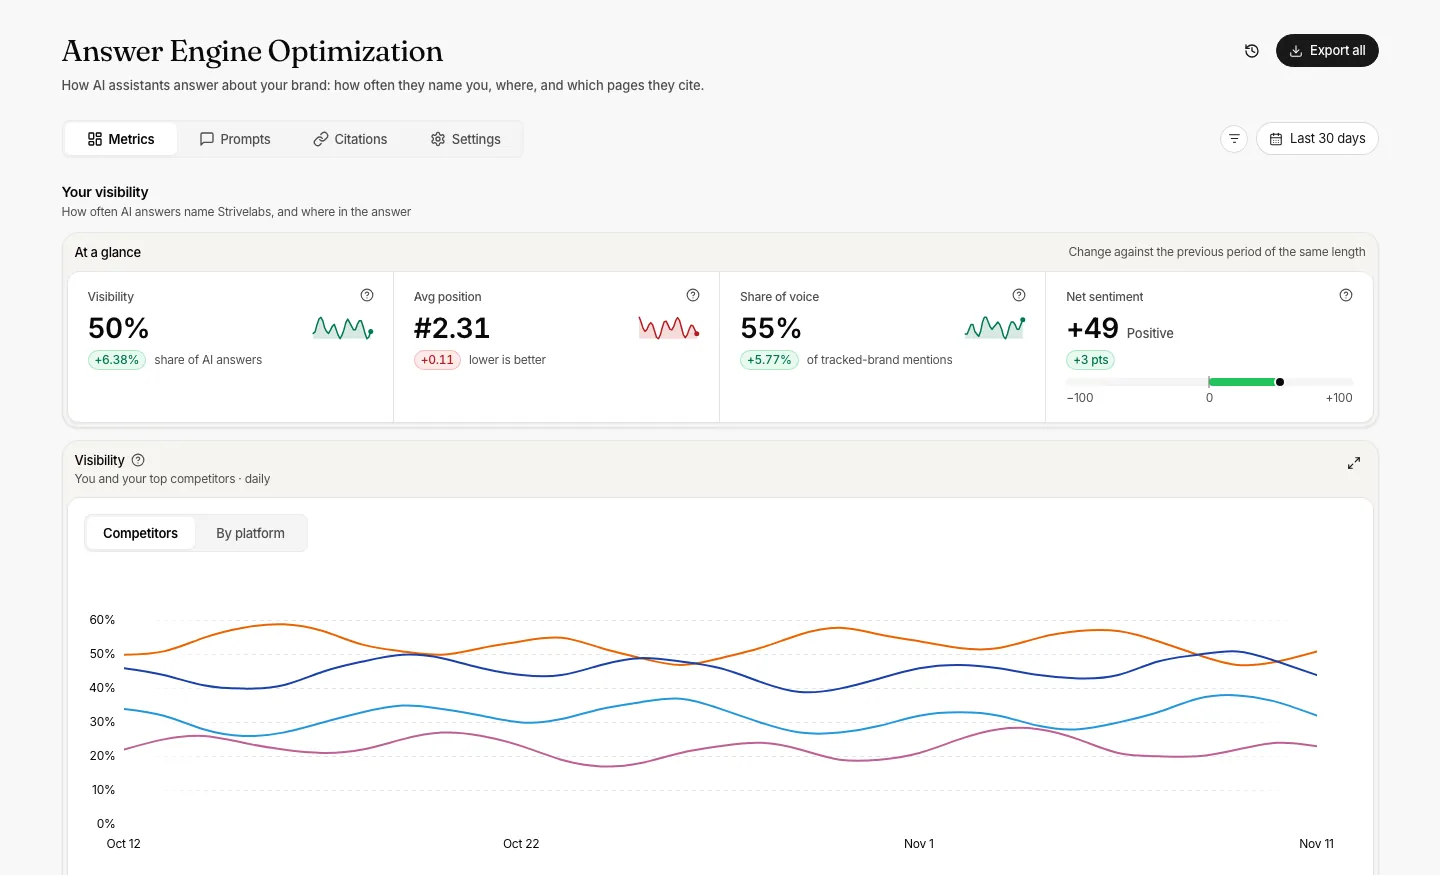 Answer Engine Optimization
Export all
How AI assistants answer about your brand: how often they name you, where, and which pages they cite.
Metrics
Prompts
Citations
Settings
Last 30 days
Your visibility
How often AI answers name Strivelabs, and where in the answer
At a glance
Change against the previous period of the same length
Visibility
50%
+6.38% share of AI answers
Avg position
#2.31
+0.11 lower is better
Share of voice
55%
+5.77% of tracked-brand mentions
Net sentiment
+49 Positive
+3 pts
−100 0 +100
Visibility
You and your top competitors · daily
Competitors
By platform
60%
50%
40%
30%
20%
10%
0%
Oct 12
Oct 22
Nov 1
Nov 11